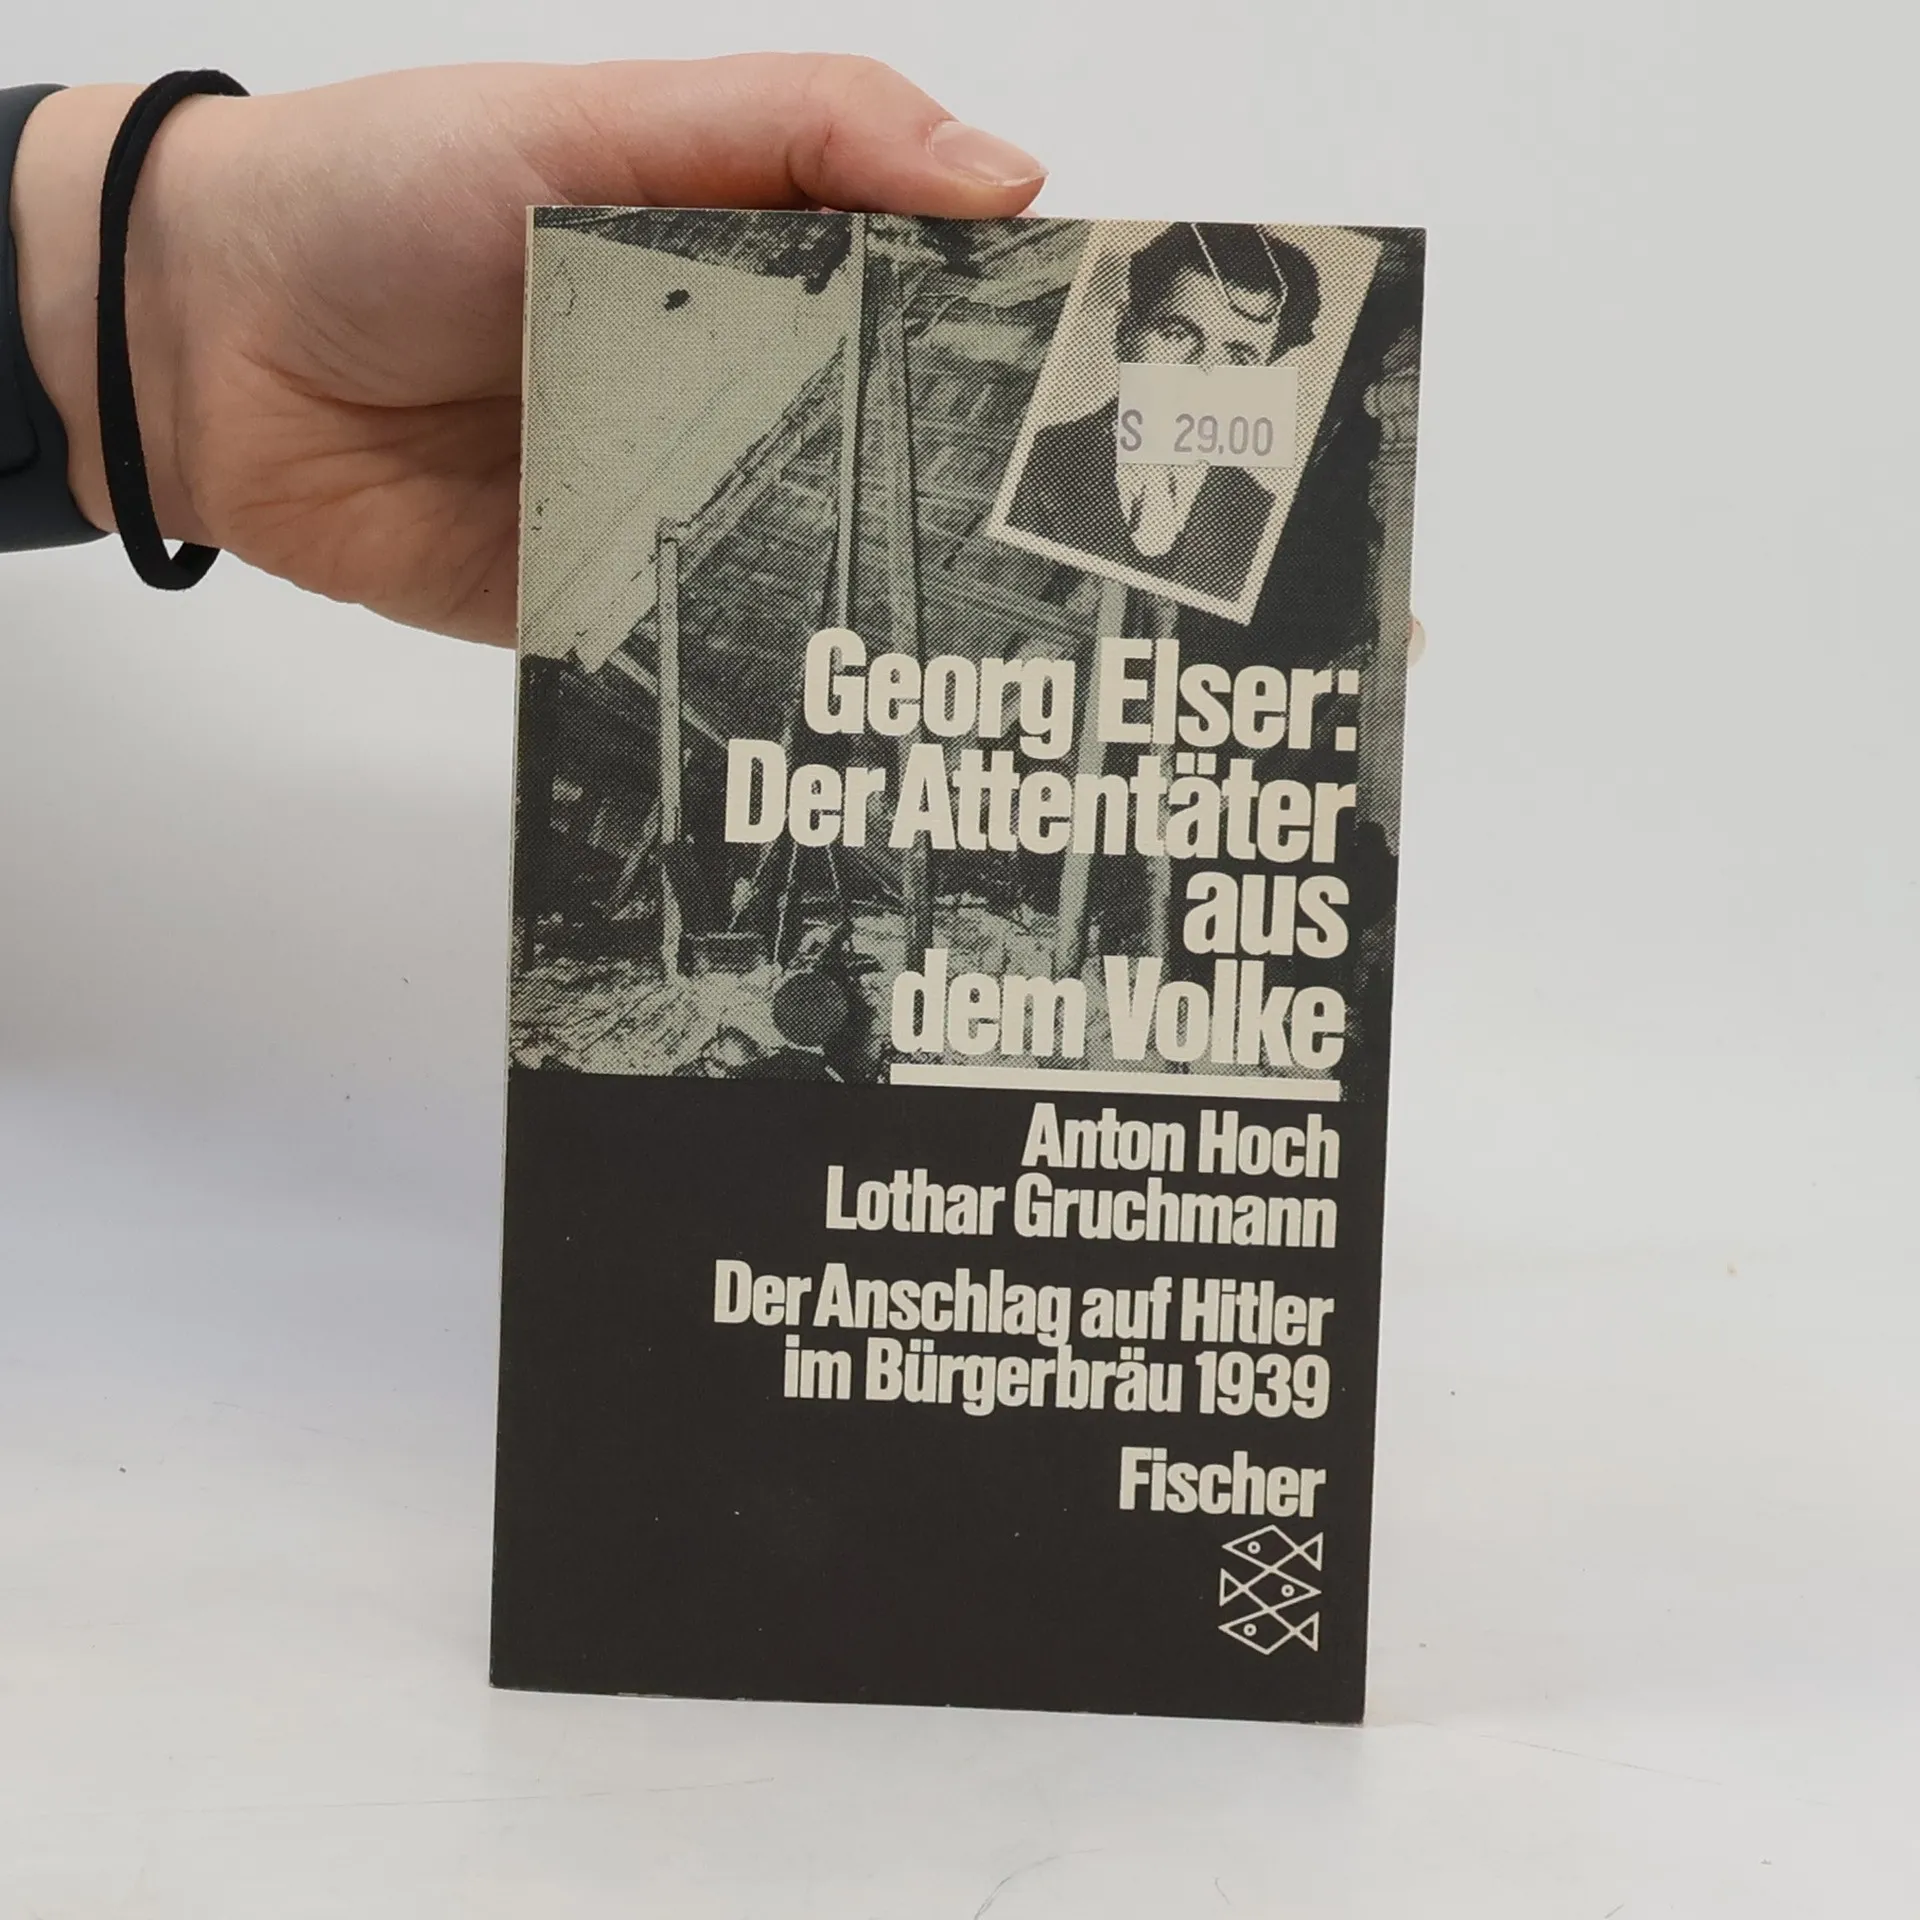 S 29.00
Georg Elser:
Der Attentäter
aus
dem Volke
Anton Hoch
Lothar Gruchmann
Der Anschlag auf Hitler
im Bürgerbräu 1939
Fischer